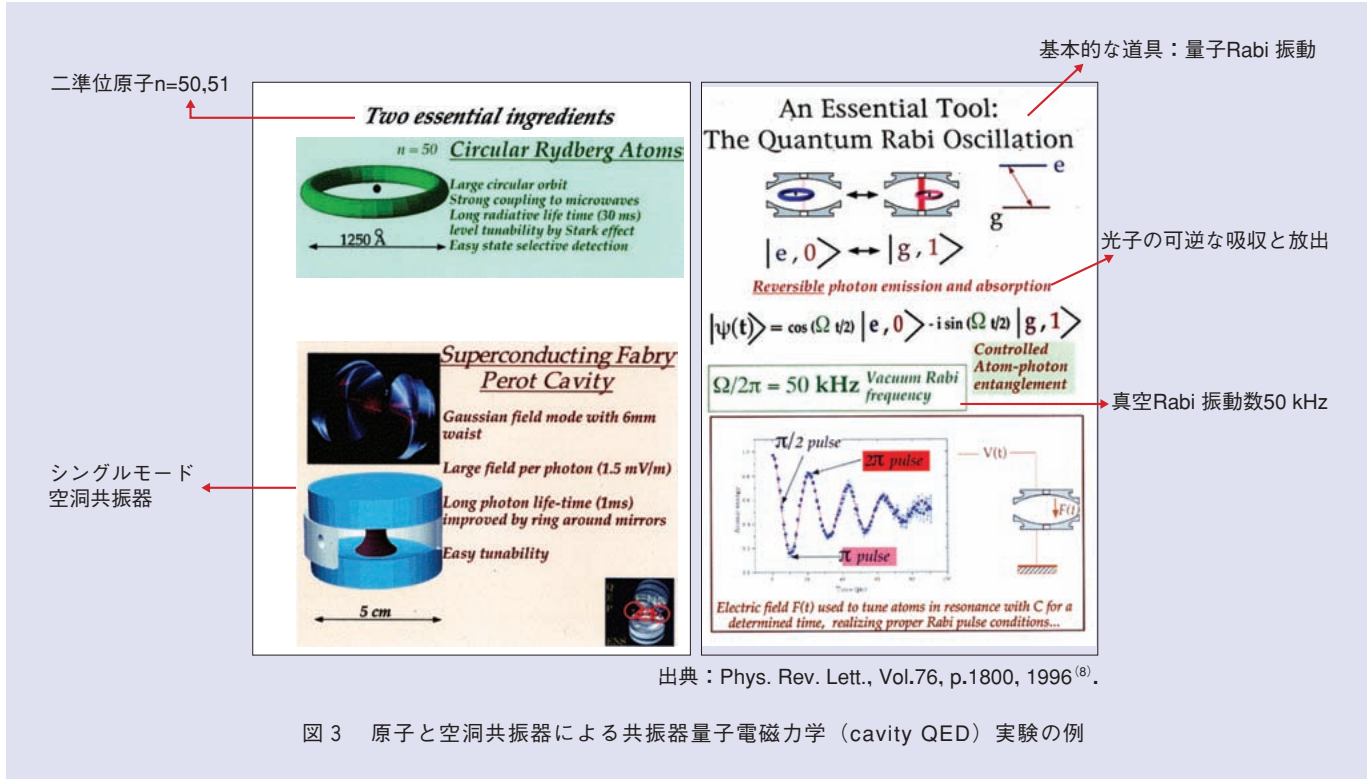 基本的な道具：量子Rabi 振動
二準位原子n=50,51
Two essential ingredients
n = 50 Circular Rydberg Atoms
Large circular orbit
Strong coupling to microwaves
Long radiative life time (30 ms)
level tunability by Stark effect
Easy state selective detection
1250 Å
Superconducting Fabry
Perot Cavity
Gaussian field mode with 6mm
waist
Large field per photon (1.5 mV/m)
Long photon life-time (1ms)
improved by ring around mirrors
Easy tunability
5 cm
シングルモード
空洞共振器
An Essential Tool:
The Quantum Rabi Oscillation
e
g
|e, 0⟩ ↔ |g, 1⟩
光子の可逆な吸収と放出
Reversible photon emission and absorption
|ψ(t)⟩ = cos (Ω t/2) |e, 0⟩ - i sin (Ω t/2) |g, 1⟩
Controlled
Atom-photon
entanglement
Ω/2π = 50 kHz Vacuum Rabi
frequency
真空Rabi 振動数50 kHz
π/2 pulse
2π pulse
π pulse
V(t)
F(t)
Electric field F(t) used to tune atoms in resonance with C for a
determined time, realizing proper Rabi pulse conditions...
出典：Phys. Rev. Lett., Vol.76, p.1800, 1996⁽⁸⁾.
図 3 原子と空洞共振器による共振器量子電磁力学（cavity QED）実験の例